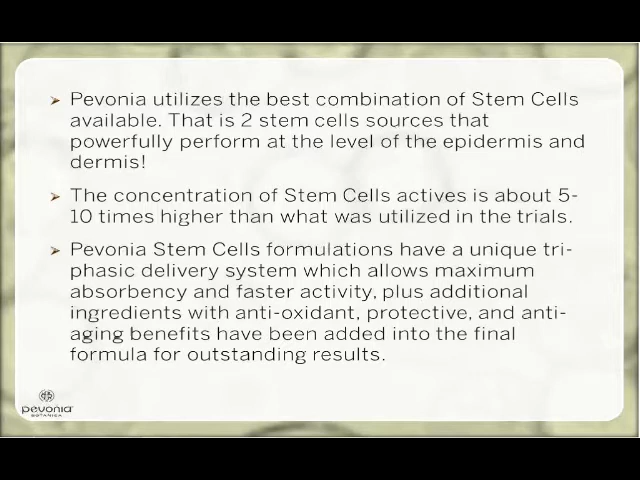 Pevonia utilizes the best combination of Stem Cells
available. That is 2 stem cells sources that
powerfully perform at the level of the epidermis and
dermis!
The concentration of Stem Cells actives is about 5-
10 times higher than what was utilized in the trials.
Pevonia Stem Cells formulations have a unique tri-
phasic delivery system which allows maximum
absorbency and faster activity, plus additional
ingredients with anti-oxidant, protective, and anti-
aging benefits have been added into the final
formula for outstanding results.
pevonia
BOTANICA